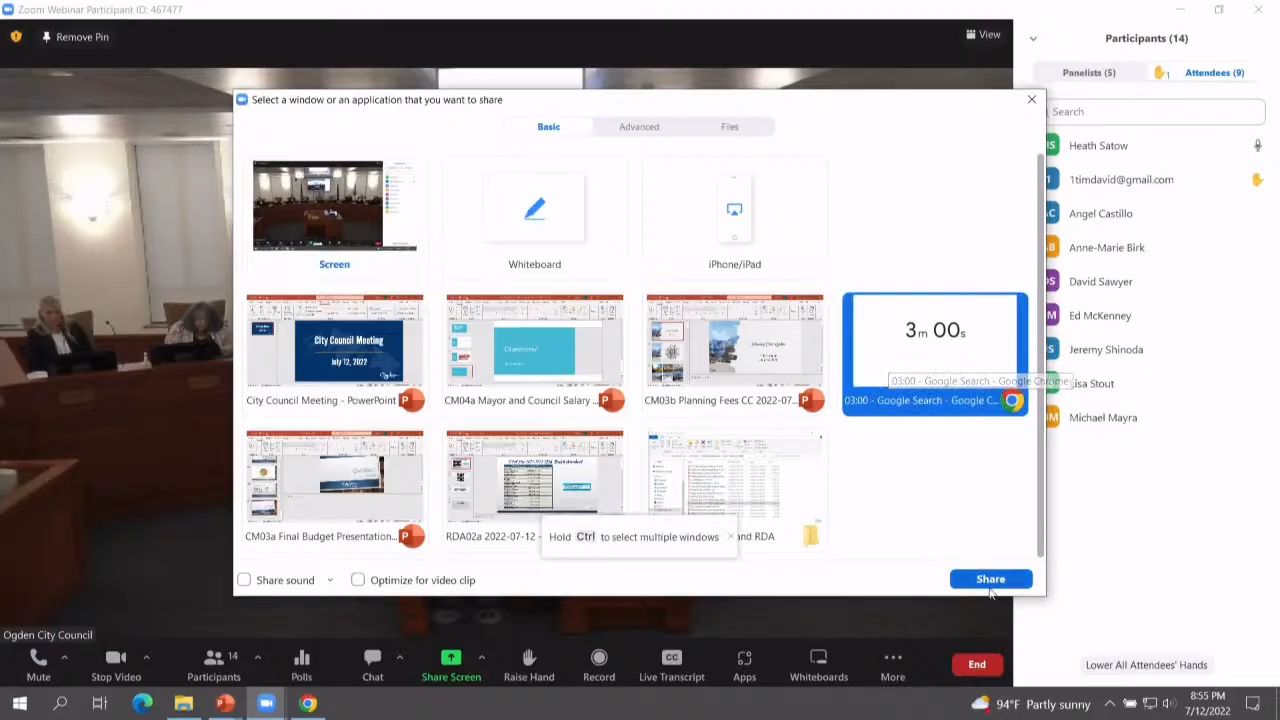 Zoom Webinar Participant ID: 467477
Remove Pin
View
Participants (14)
Panelists (5)
1
Attendees (9)
Search
Heath Satow
David Sawyer
Angel Castillo
Anne-Marie Birk
Ed McKenney
Jeremy Shinoda
isa Stout
Michael Mayra
Lower All Attendees' Hands
Select a window or an application that you want to share
Basic
Advanced
Files
Screen
Whiteboard
iPhone/iPad
City Council Meeting
July 12, 2022
Ogden
Questions?
3m 00s
03:00 - Google Search - Google Chrome
City Council Meeting - PowerPoint
CM04a Mayor and Council Salary ...
CM03b Planning Fees CC 2022-07...
03:00 - Google Search - Google C...
CM03a Final Budget Presentation...
RDA02a 2022-07-12 -
and RDA
Hold Ctrl to select multiple windows
Share sound
Optimize for video clip
Share
Ogden City Council
Mute
Stop Video
14
Participants
Polls
Chat
Share Screen
Raise Hand
Record
CC
Live Transcript
Apps
Whiteboards
More
End
94°F Partly sunny
8:55 PM
7/12/2022